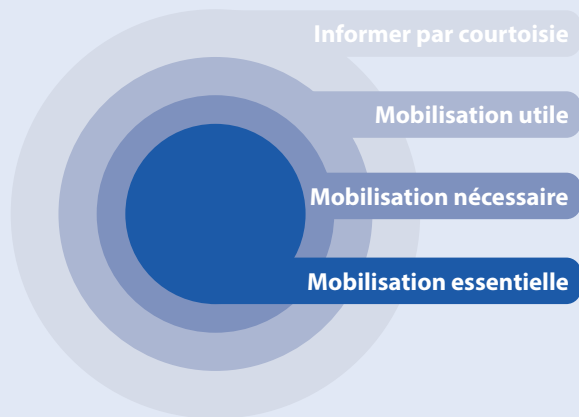 Informer par courtoisie
Mobilisation utile
Mobilisation nécessaire
Mobilisation essentielle